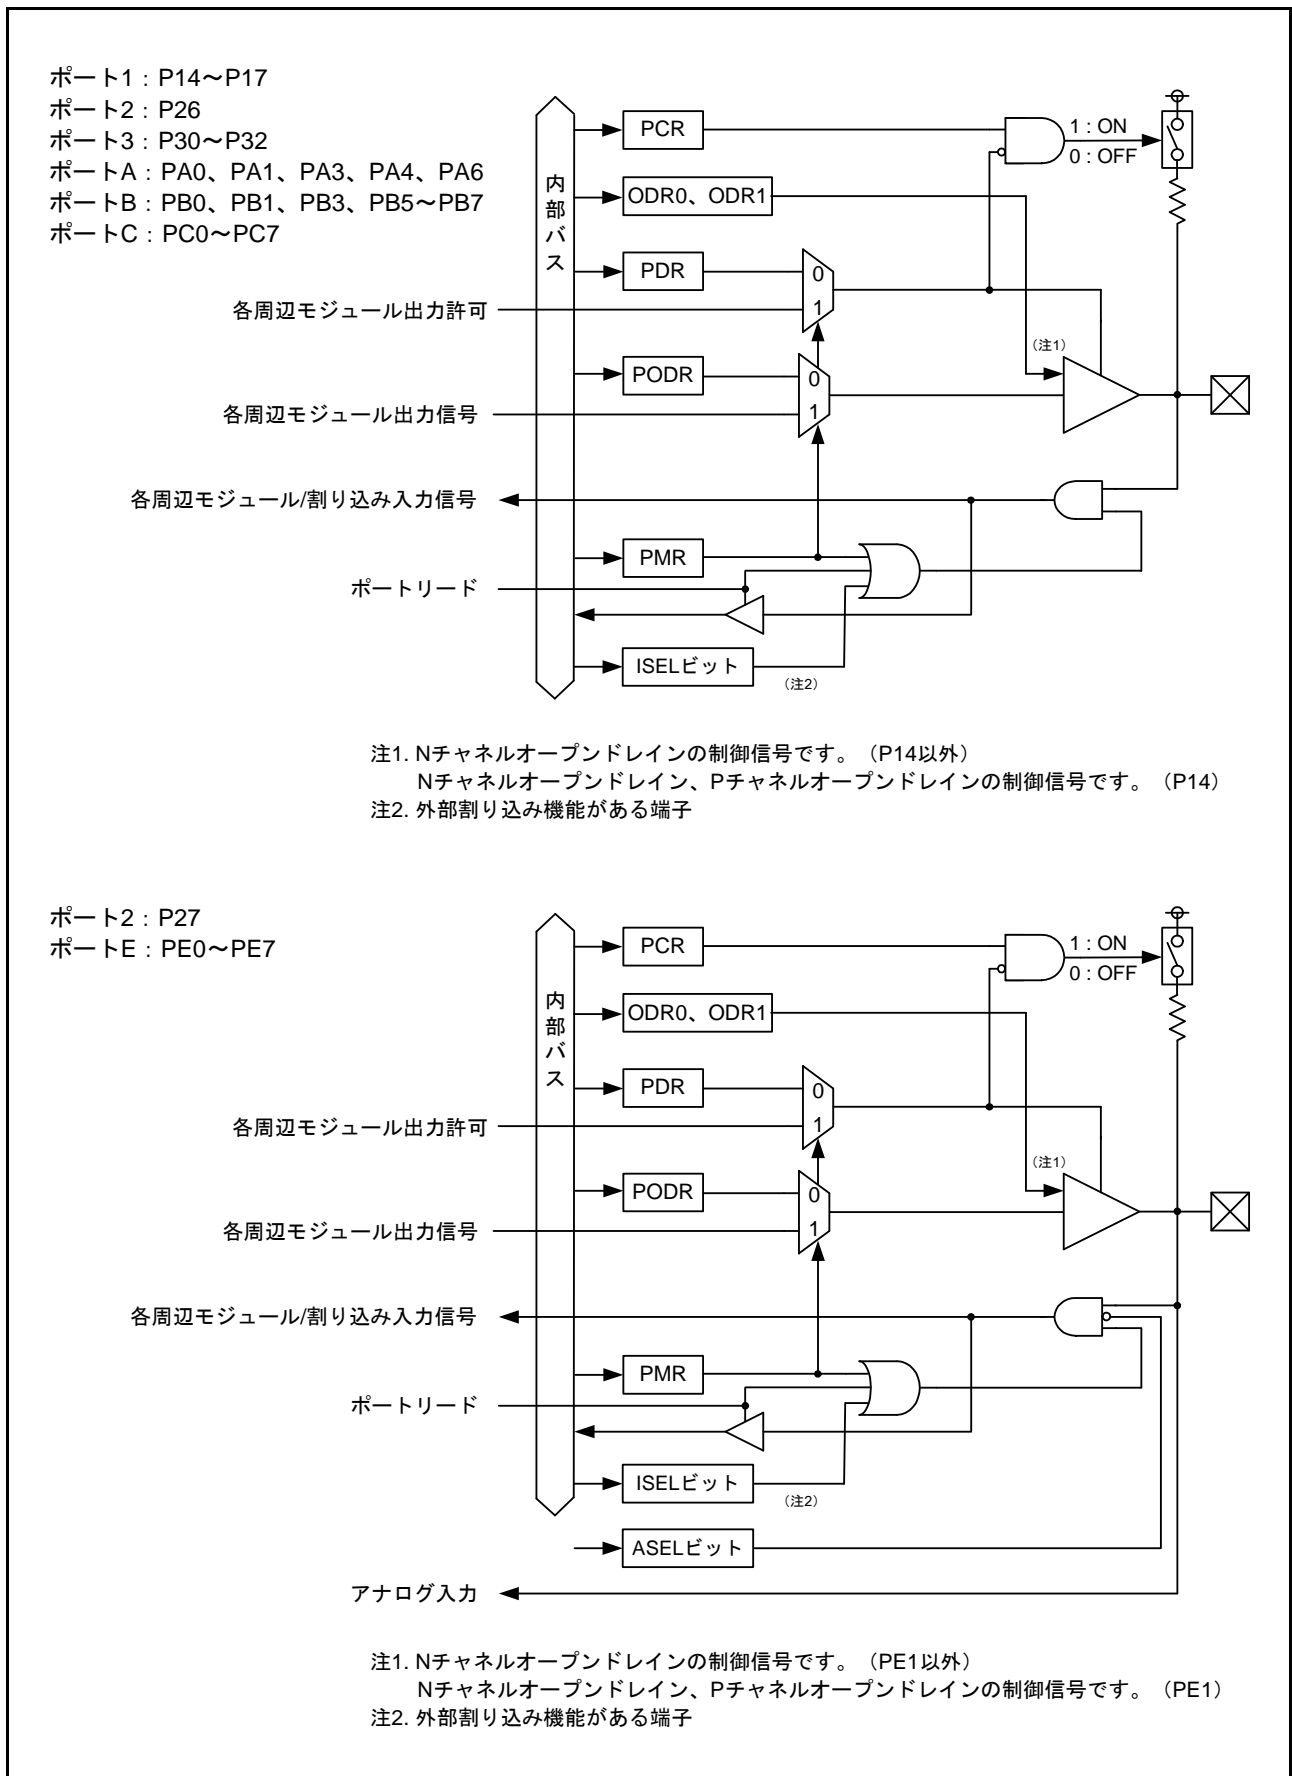 ポート1：P14～P17
ポート2：P26
ポート3：P30～P32
ポートA：PA0、PA1、PA3、PA4、PA6
ポートB：PB0、PB1、PB3、PB5～PB7
ポートC：PC0～PC7
内部バス
PCR
1 : ON
0 : OFF
ODR0、ODR1
PDR
0
1
各周辺モジュール出力許可
（注1）
PODR
0
1
各周辺モジュール出力信号
各周辺モジュール/割り込み入力信号
PMR
ポートリード
ISELビット
（注2）
注1. Nチャネルオープンドレインの制御信号です。（P14以外）
Nチャネルオープンドレイン、Pチャネルオープンドレインの制御信号です。（P14）
注2. 外部割り込み機能がある端子
ポート2：P27
ポートE：PE0～PE7
内部バス
PCR
1 : ON
0 : OFF
ODR0、ODR1
PDR
0
1
各周辺モジュール出力許可
（注1）
PODR
0
1
各周辺モジュール出力信号
各周辺モジュール/割り込み入力信号
PMR
ポートリード
ISELビット
（注2）
ASELビット
アナログ入力
注1. Nチャネルオープンドレインの制御信号です。（PE1以外）
Nチャネルオープンドレイン、Pチャネルオープンドレインの制御信号です。（PE1）
注2. 外部割り込み機能がある端子